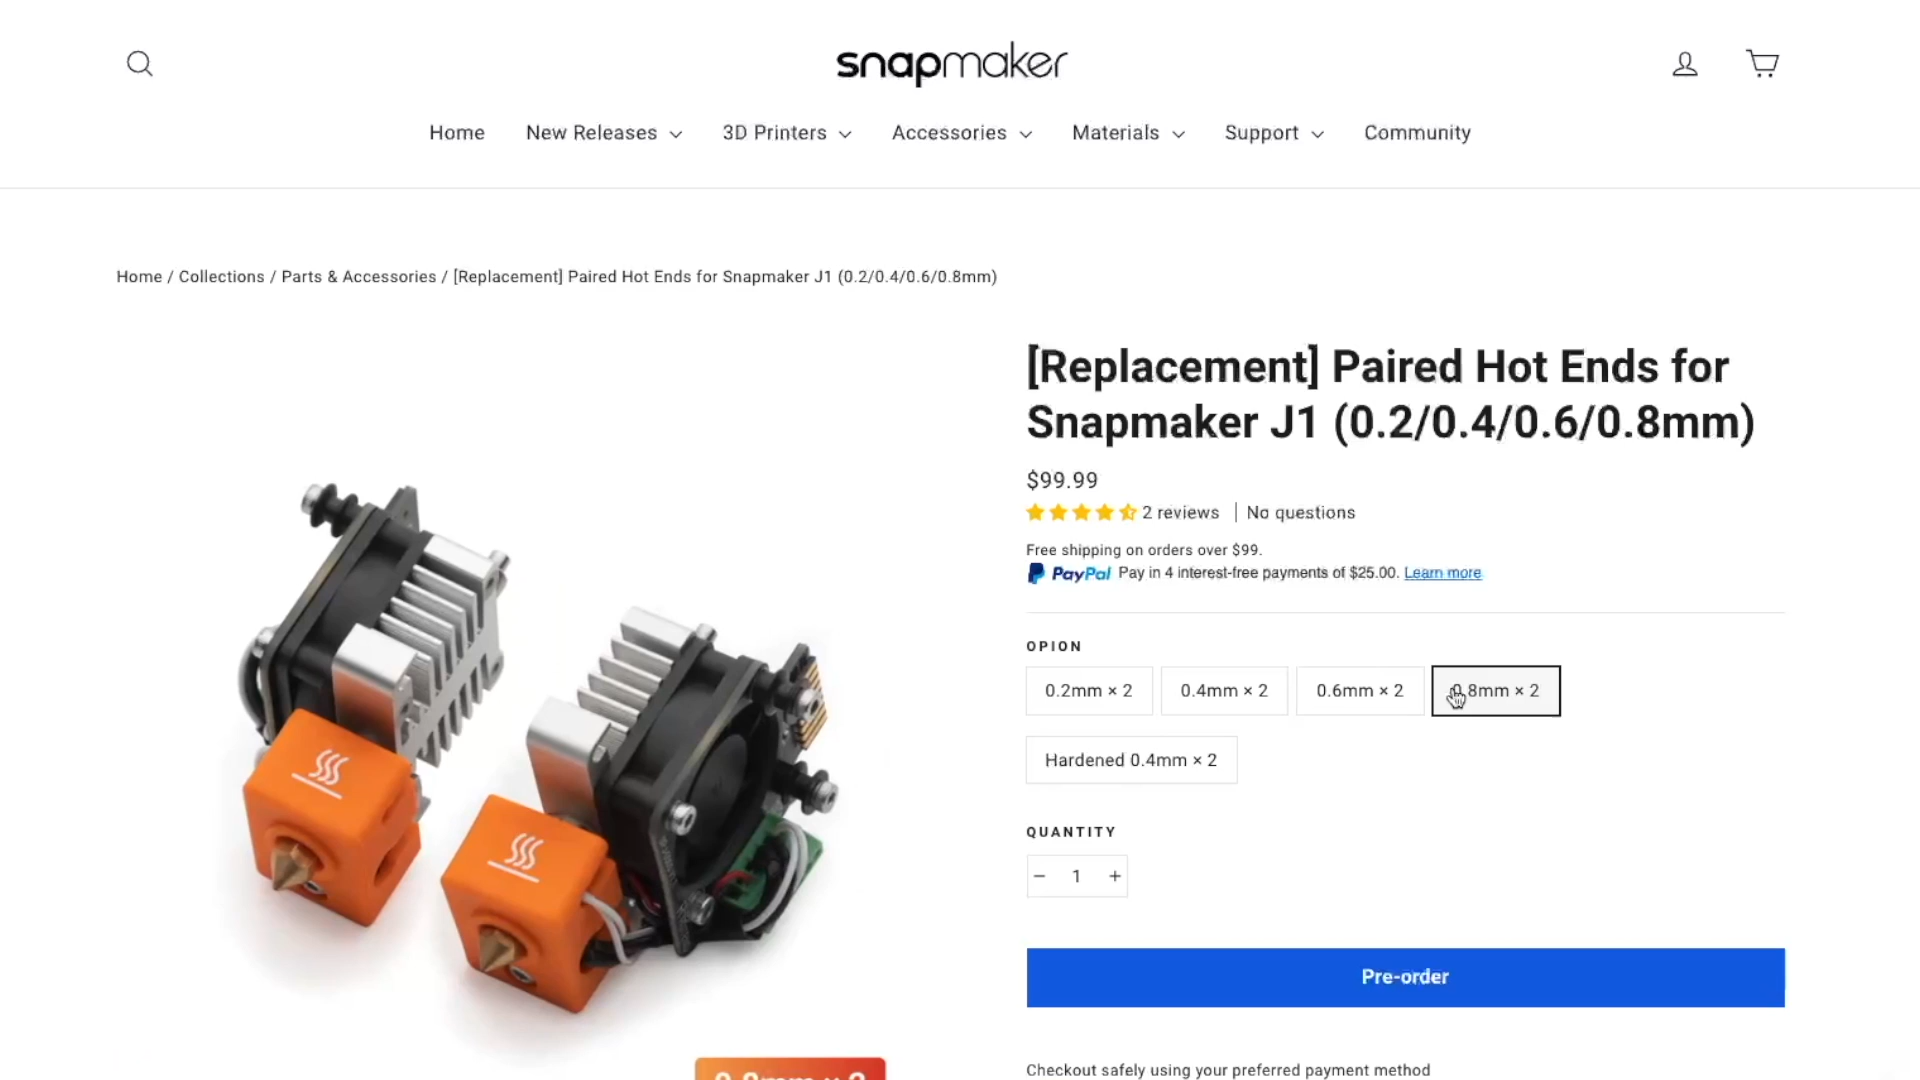 snapmaker
Home New Releases 3D Printers Accessories Materials Support Community
Home / Collections / Parts & Accessories / [Replacement] Paired Hot Ends for Snapmaker J1 (0.2/0.4/0.6/0.8mm)
[Replacement] Paired Hot Ends for
Snapmaker J1 (0.2/0.4/0.6/0.8mm)
$99.99
2 reviews | No questions
Free shipping on orders over $99.
PayPal Pay in 4 interest-free payments of $25.00. Learn more
OPION
0.2mm × 2 0.4mm × 2 0.6mm × 2 0.8mm × 2
Hardened 0.4mm × 2
QUANTITY
− 1 +
Pre-order
0.8mm × 2
Checkout safely using your preferred payment method